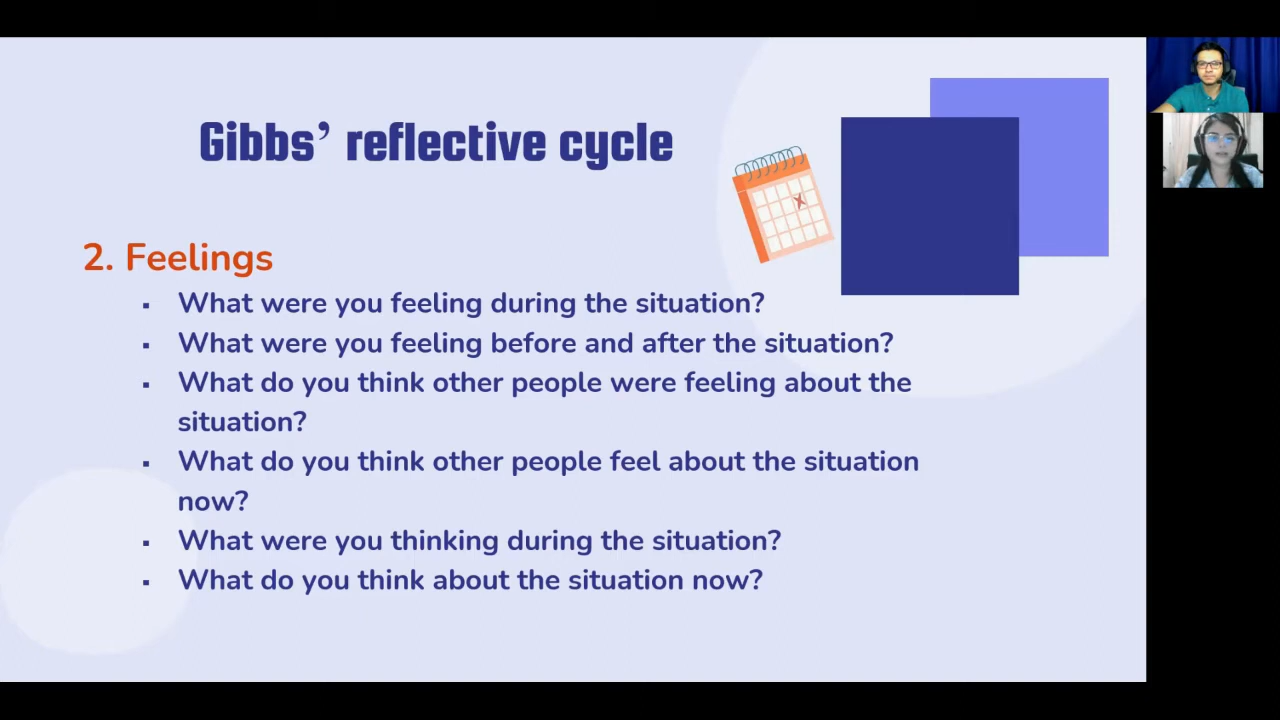 Gibbs’ reflective cycle
2. Feelings
▪ What were you feeling during the situation?
▪ What were you feeling before and after the situation?
▪ What do you think other people were feeling about the
situation?
▪ What do you think other people feel about the situation
now?
▪ What were you thinking during the situation?
▪ What do you think about the situation now?